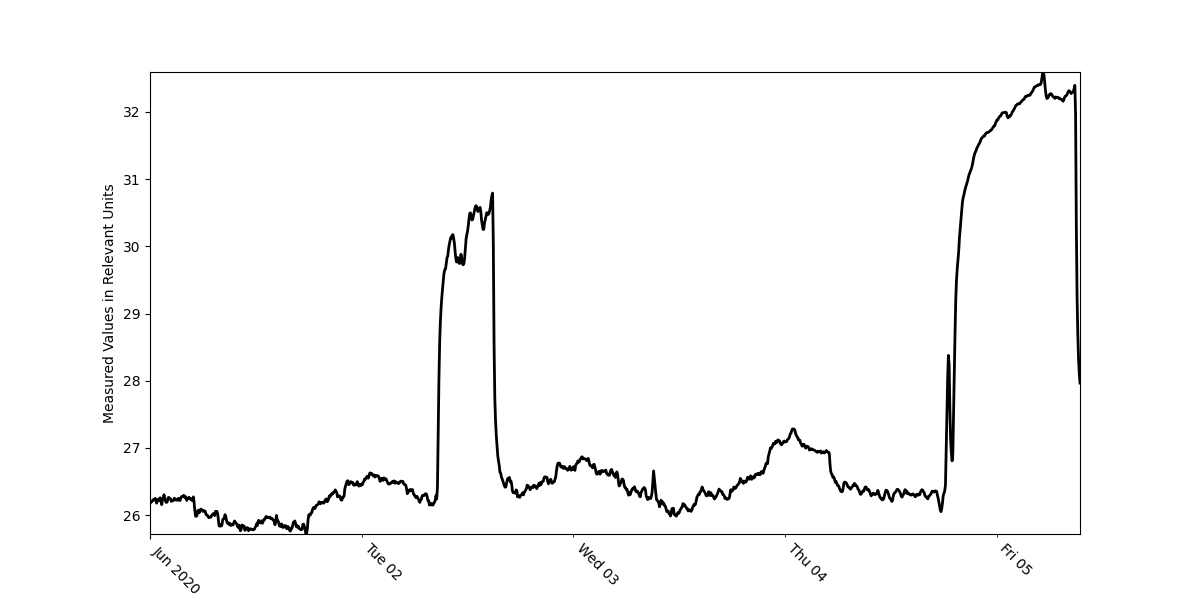 Measured Values in Relevant Units
32
31
30
29
28
27
26
Jun 2020
Tue 02
Wed 03
Thu 04
Fri 05